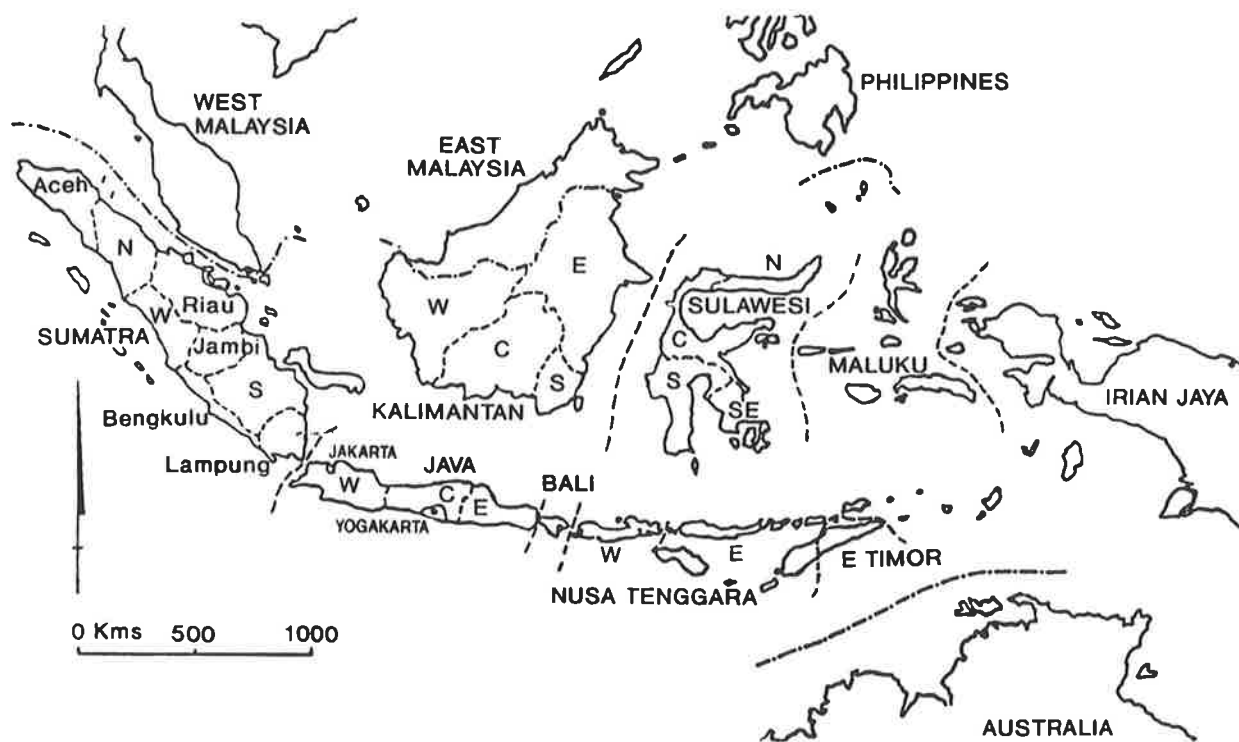 PHILIPPINES
WEST
MALAYSIA
EAST
MALAYSIA
Aceh
N
E
N
Riau
W
SULAWESI
W
SUMATRA
Jambi
C
C
MALUKU
S
S
S
IRIAN JAYA
KALIMANTAN
SE
Bengkulu
JAKARTA
Lampung
JAVA
BALI
W
C
E
YOGAKARTA
W
E
E TIMOR
NUSA TENGGARA
0 Kms 500 1000
AUSTRALIA